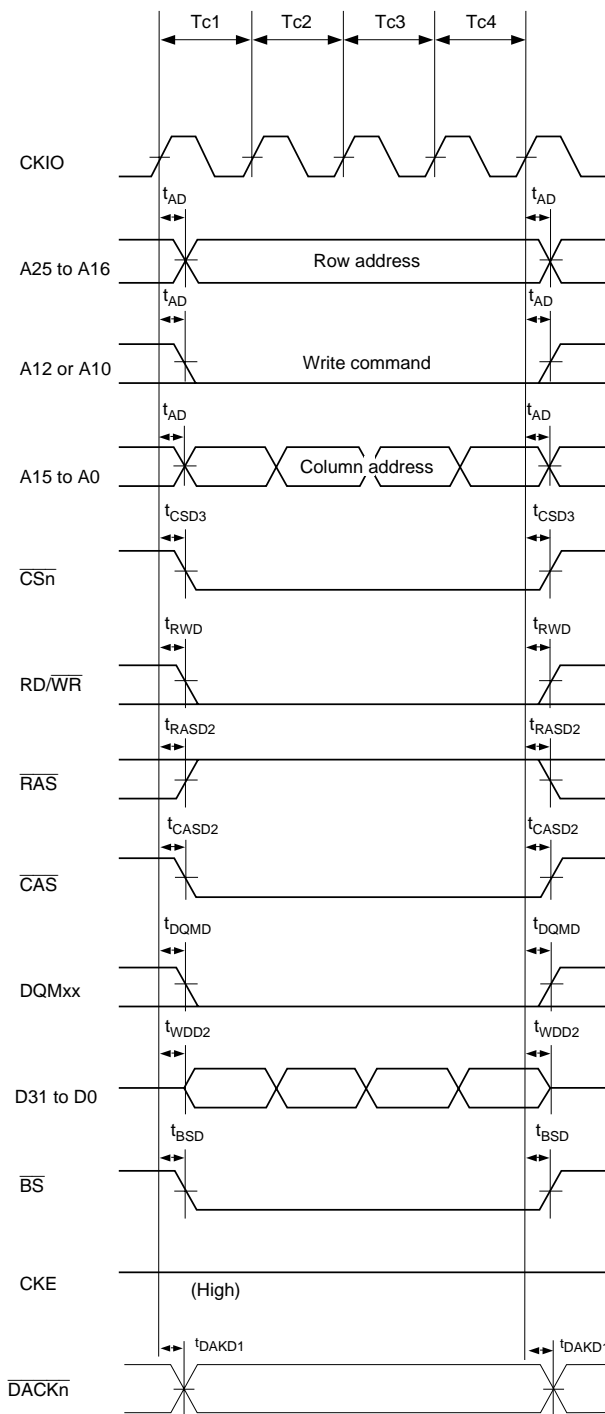 Tc1 Tc2 Tc3 Tc4
CKIO
tAD tAD
A25 to A16 Row address
tAD tAD
A12 or A10 Write command
tAD tAD
A15 to A0 Column address
tCSD3 tCSD3
CSn
tRWD tRWD
RD/WR
tRASD2 tRASD2
RAS
tCASD2 tCASD2
CAS
tDQMD tDQMD
DQMxx
tWDD2 tWDD2
D31 to D0
tBSD tBSD
BS
CKE (High)
tDAKD1 tDAKD1
DACKn